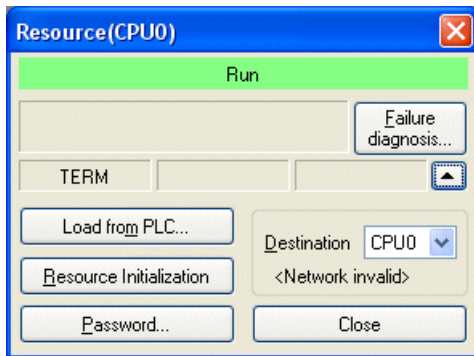 Resource(CPU0)
Run
Failure
diagnosis...
TERM
Load from PLC...
Destination CPU0
Resource Initialization
<Network invalid>
Password...
Close